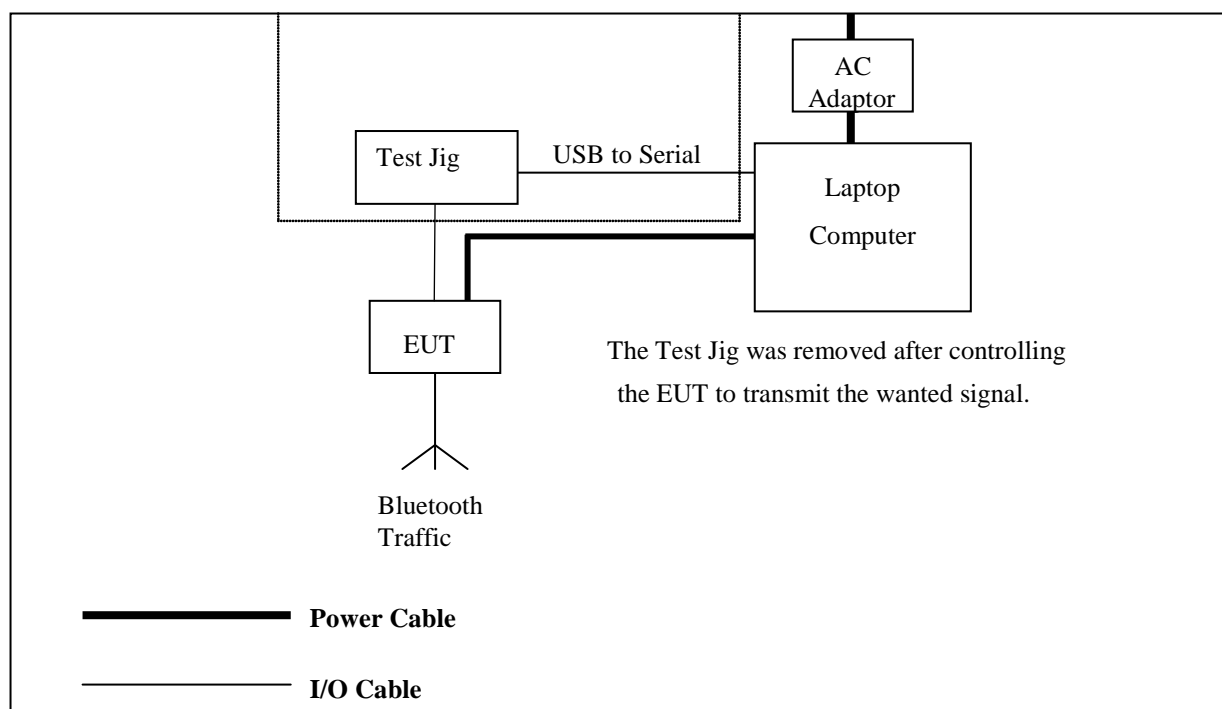 AC
Adaptor
Test Jig
USB to Serial
Laptop
Computer
EUT
The Test Jig was removed after controlling
the EUT to transmit the wanted signal.
Bluetooth
Traffic
Power Cable
I/O Cable